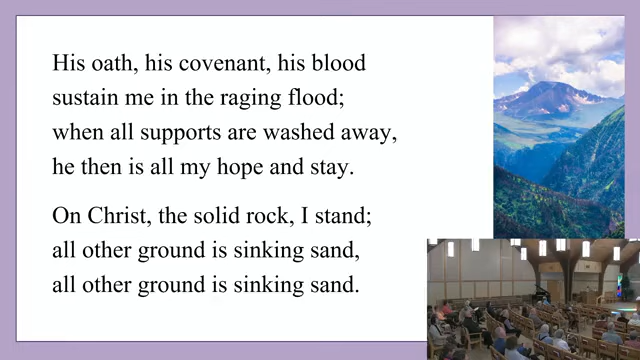 His oath, his covenant, his blood
sustain me in the raging flood;
when all supports are washed away,
he then is all my hope and stay.
On Christ, the solid rock, I stand;
all other ground is sinking sand,
all other ground is sinking sand.